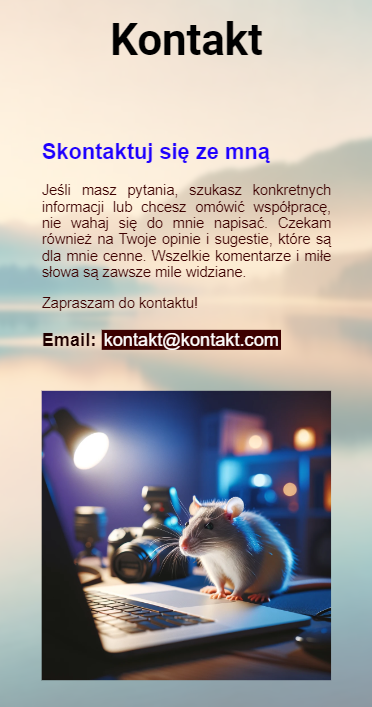 Kontakt
Skontaktuj się ze mną
Jeśli masz pytania, szukasz konkretnych
informacji lub chcesz omówić współpracę,
nie wahaj się do mnie napisać. Czekam
również na Twoje opinie i sugestie, które są
dla mnie cenne. Wszelkie komentarze i miłe
słowa są zawsze mile widziane.
Zapraszam do kontaktu!
Email: kontakt@kontakt.com